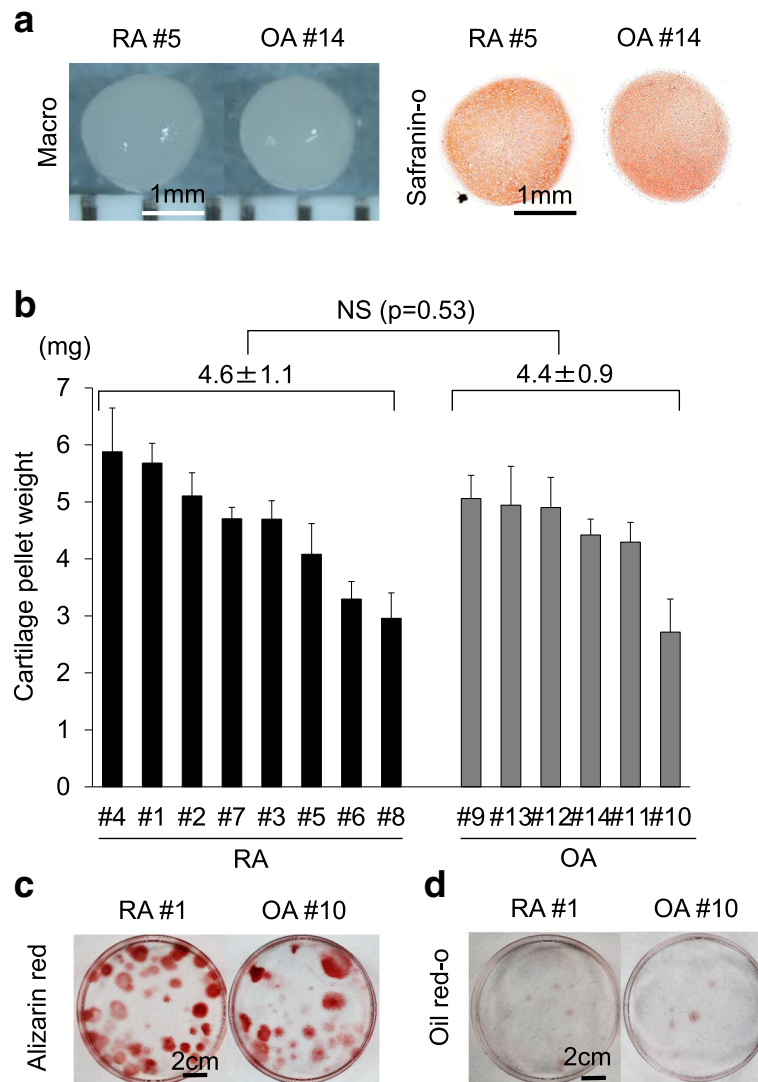 a
RA #5 OA #14 RA #5 OA #14
Macro
Safranin-o
1mm
1mm
b
NS (p=0.53)
(mg)
4.6±1.1
4.4±0.9
Cartilage pellet weight
7
6
5
4
3
2
1
0
#4 #1 #2 #7 #3 #5 #6 #8 #9 #13 #12 #14 #11 #10
RA OA
c
RA #1 OA #10
Alizarin red
2cm
d
RA #1 OA #10
Oil red-o
2cm